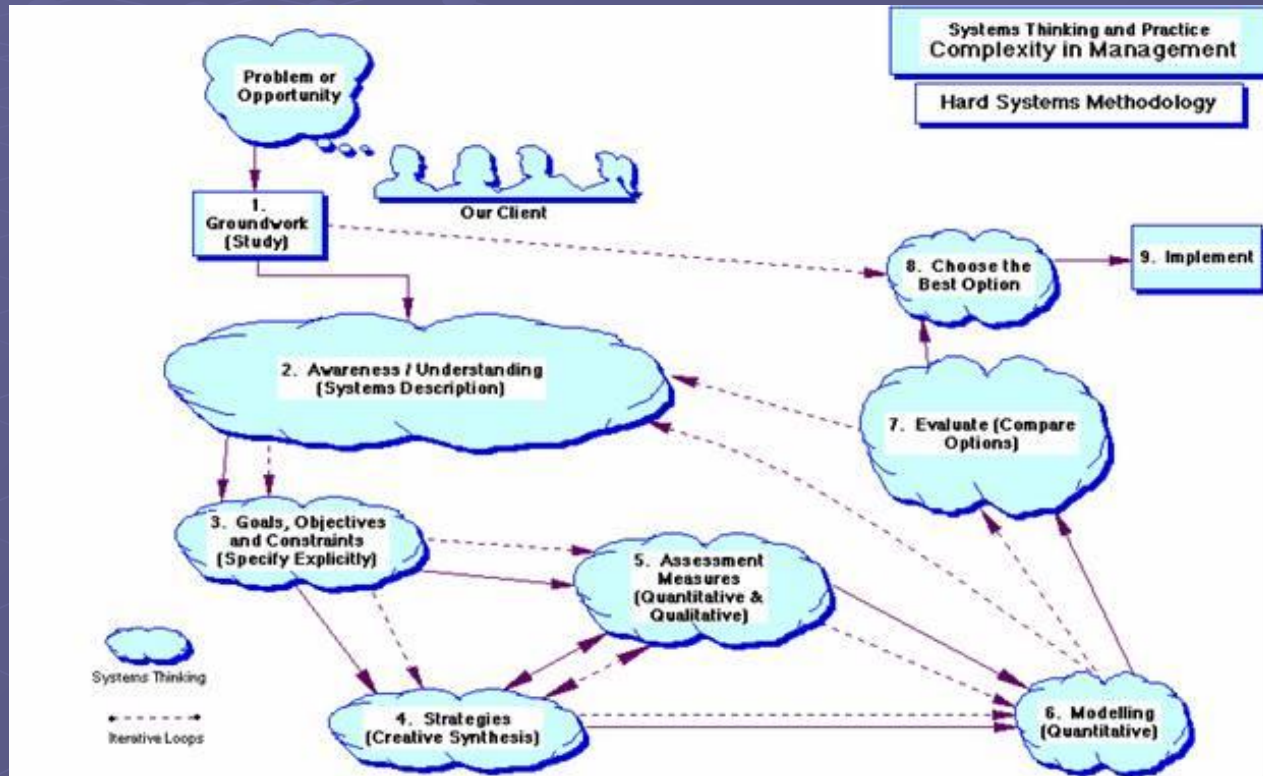 Systems Thinking and Practice
Complexity in Management
Hard Systems Methodology
Problem or
Opportunity
Our Client
1.
Groundwork
(Study)
8. Choose the
Best Option
9. Implement
2. Awareness / Understanding
(Systems Description)
7. Evaluate (Compare
Options)
3. Goals, Objectives
and Constraints
(Specify Explicitly)
5. Assessment
Measures
(Quantitative &
Qualitative)
4. Strategies
(Creative Synthesis)
6. Modelling
(Quantitative)
Systems Thinking
Iterative Loops